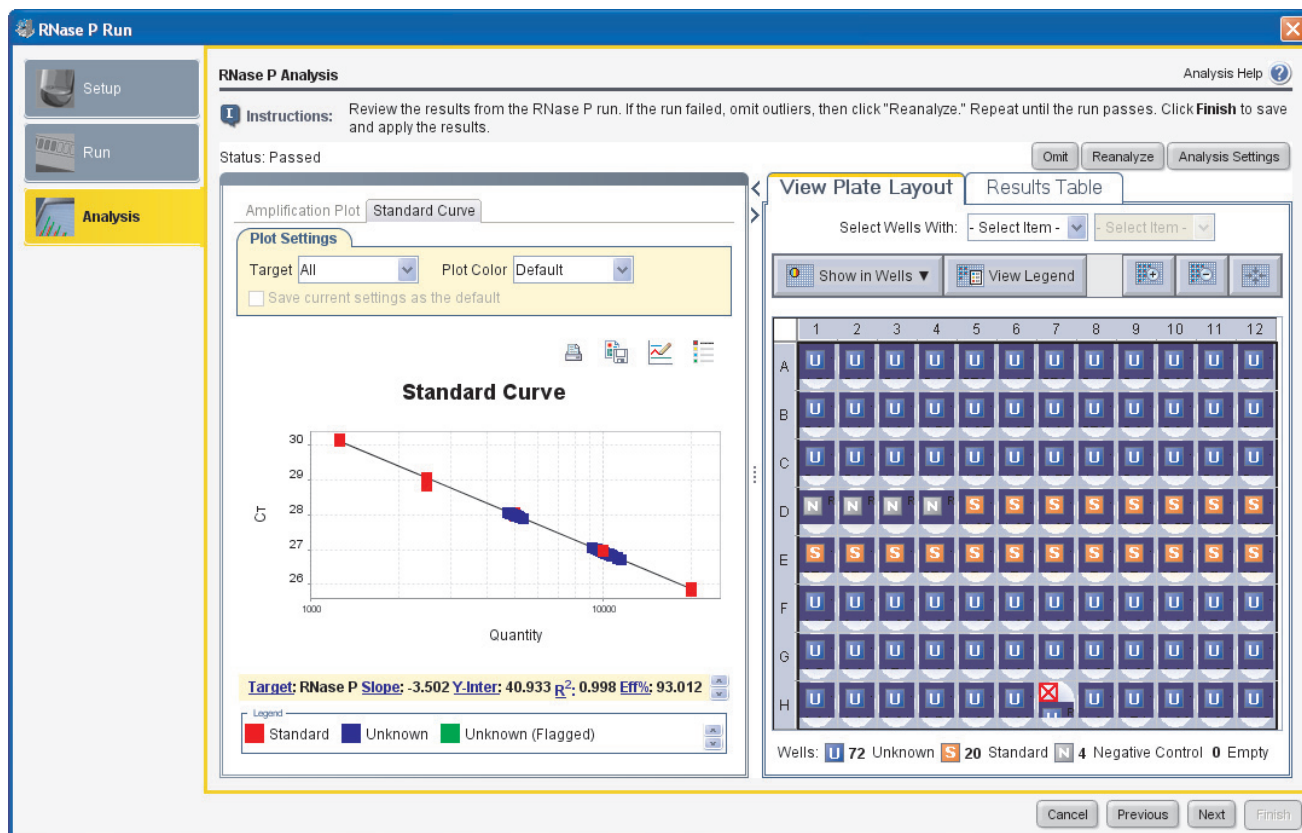 RNase P Run
Setup
Run
Analysis
RNase P Analysis
Analysis Help ?
I Instructions: Review the results from the RNase P run. If the run failed, omit outliers, then click "Reanalyze." Repeat until the run passes. Click Finish to save
and apply the results.
Status: Passed
Omit Reanalyze Analysis Settings
Amplification Plot Standard Curve
Plot Settings
Target All Plot Color Default
Save current settings as the default
Standard Curve
30
29
28
27
26
CT
1000 10000
Quantity
Target: RNase P Slope: -3.502 Y-Inter: 40.933 R²: 0.998 Eff%: 93.012
Legend
Standard Unknown Unknown (Flagged)
View Plate Layout Results Table
Select Wells With: - Select Item - - Select Item -
Show in Wells ▼ View Legend
1 2 3 4 5 6 7 8 9 10 11 12
A U U U U U U U U U U U U
B U U U U U U U U U U U U
C U U U U U U U U U U U U
D N R N R N R N R S S S S S S S S
E S S S S S S S S S S S S
F U U U U U U U U U U U U
G U U U U U U U U U U U U
H U U U U U U U R U U U U U
Wells: U 72 Unknown S 20 Standard N 4 Negative Control 0 Empty
Cancel Previous Next Finish